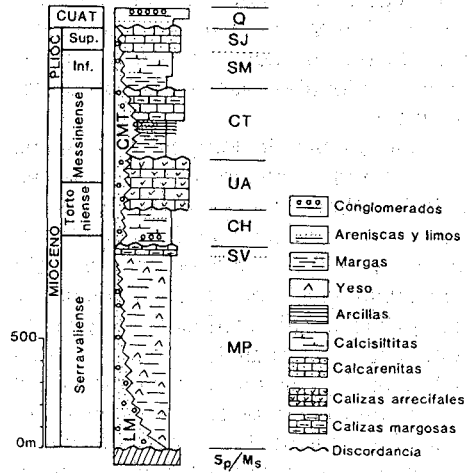 CUAT
Q
PLIOC
Sup.
SJ
Inf.
SM
MIOCENO
Messiniense
CMT
CT
UA
Torto
niense
CH
SV
Serravaliense
MP
LM
500
0m
Sp/Ms
Conglomerados
Areniscas y limos
Margas
Yeso
Arcillas
Calcisiltitas
Calcarenitas
Calizas arrecifales
Calizas margosas
Discordancia